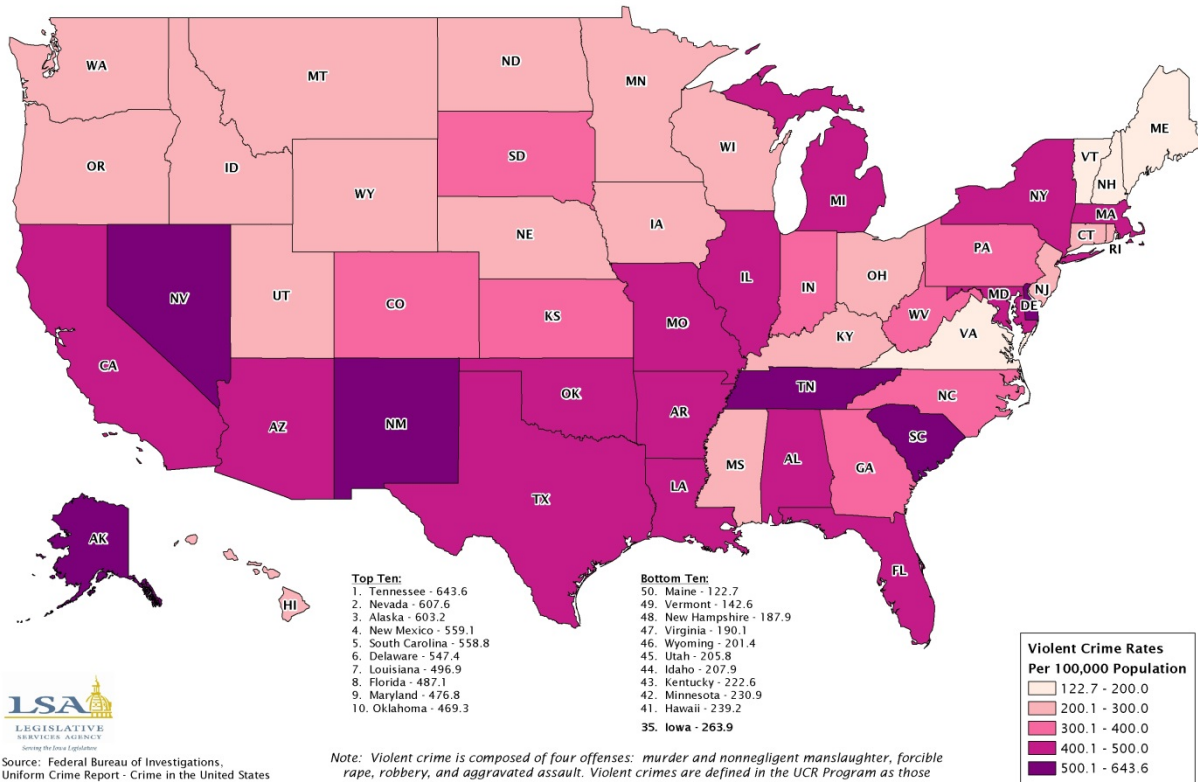 WA
MT
ND
MN
OR
ID
WY
SD
WI
MI
NY
VT
NH
ME
MA
CT
RI
NE
IA
PA
NJ
NV
UT
CO
KS
IL
IN
OH
MD
DE
WV
VA
CA
MO
KY
AZ
NM
OK
AR
TN
NC
SC
TX
LA
MS
AL
GA
FL
AK
HI
Top Ten:
1. Tennessee - 643.6
2. Nevada - 607.6
3. Alaska - 603.2
4. New Mexico - 559.1
5. South Carolina - 558.8
6. Delaware - 547.4
7. Louisiana - 496.9
8. Florida - 487.1
9. Maryland - 476.8
10. Oklahoma - 469.3
Bottom Ten:
50. Maine - 122.7
49. Vermont - 142.6
48. New Hampshire - 187.9
47. Virginia - 190.1
46. Wyoming - 201.4
45. Utah - 205.8
44. Idaho - 207.9
43. Kentucky - 222.6
42. Minnesota - 230.9
41. Hawaii - 239.2
35. Iowa - 263.9
Violent Crime Rates
Per 100,000 Population
122.7 - 200.0
200.1 - 300.0
300.1 - 400.0
400.1 - 500.0
500.1 - 643.6
LSA
LEGISLATIVE
SERVICES AGENCY
Serving the Iowa Legislature
Source: Federal Bureau of Investigations,
Uniform Crime Report - Crime in the United States
Note: Violent crime is composed of four offenses: murder and nonnegligent manslaughter, forcible
rape, robbery, and aggravated assault. Violent crimes are defined in the UCR Program as those